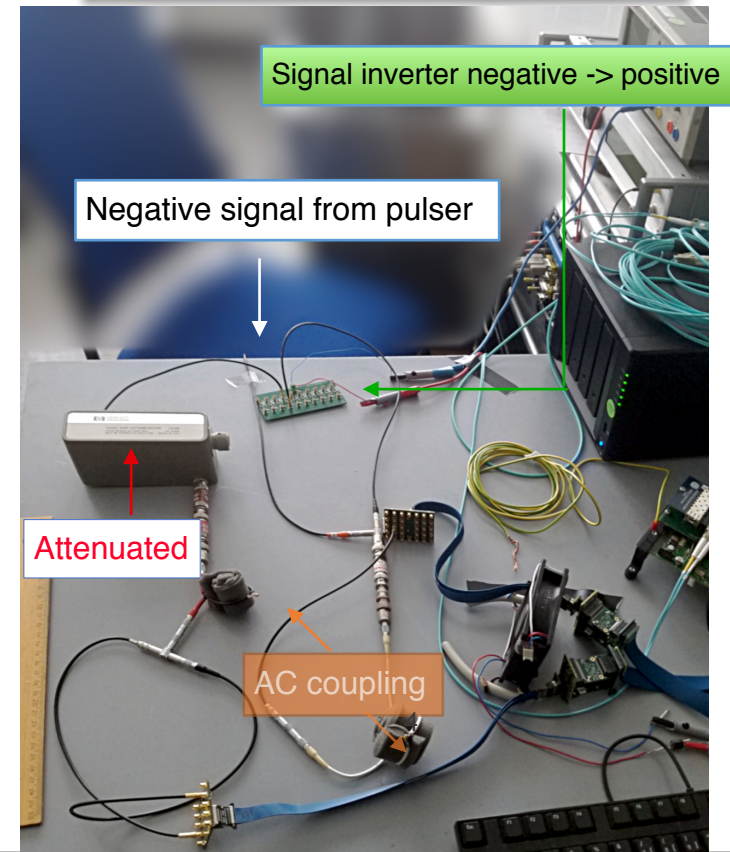 Signal inverter negative -> positive
Negative signal from pulser
Attenuated
AC coupling